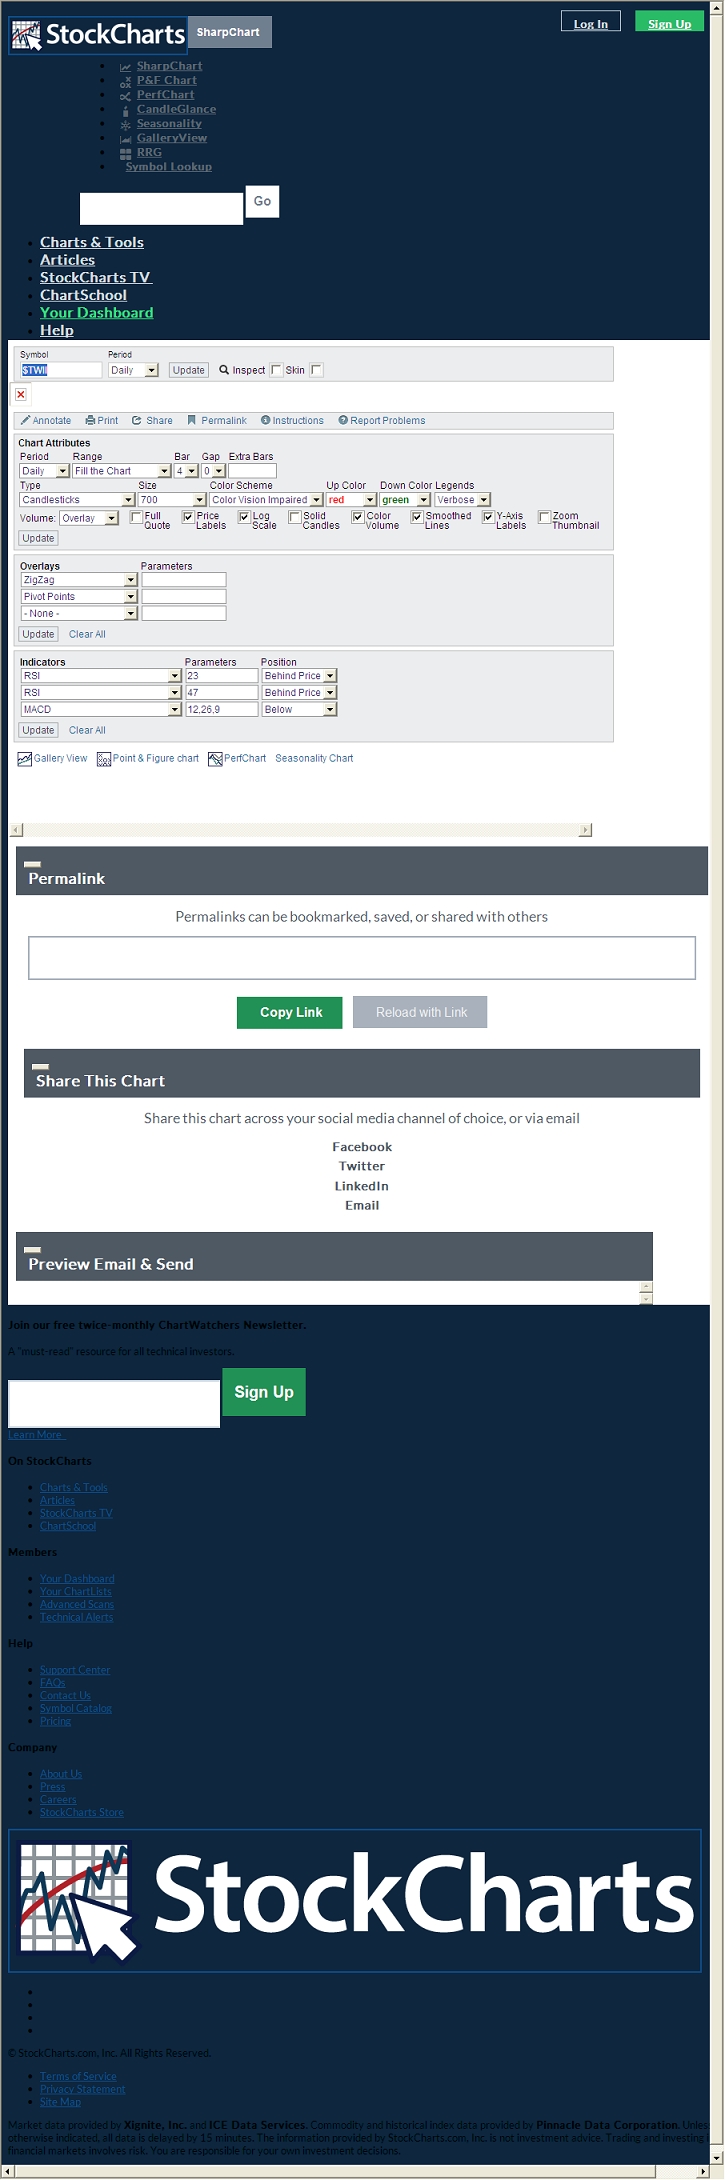 StockCharts SharpChart Log In Sign Up
SharpChart
P&F Chart
PerfChart
CandleGlance
Seasonality
GalleryView
RRG
Symbol Lookup
Go
Charts & Tools
Articles
StockCharts TV
ChartSchool
Your Dashboard
Help
Symbol Period
$TWII Daily Update Inspect Skin
Annotate Print Share Permalink Instructions Report Problems
Chart Attributes
Period Range Bar Gap Extra Bars
Daily Fill the Chart 4 0
Type Size Color Scheme Up Color Down Color Legends
Candlesticks 700 Color Vision Impaired red green Verbose
Volume: Overlay Full Quote Price Labels Log Scale Solid Candles Color Volume Smoothed Lines Y-Axis Labels Zoom Thumbnail
Update
Overlays Parameters
ZigZag
Pivot Points
- None -
Update Clear All
Indicators Parameters Position
RSI 23 Behind Price
RSI 47 Behind Price
MACD 12,26,9 Below
Update Clear All
Gallery View Point & Figure chart PerfChart Seasonality Chart
Permalink
Permalinks can be bookmarked, saved, or shared with others
Copy Link Reload with Link
Share This Chart
Share this chart across your social media channel of choice, or via email
Facebook
Twitter
LinkedIn
Email
Preview Email & Send
Join our free twice-monthly ChartWatchers Newsletter.
A "must-read" resource for all technical investors.
Sign Up
Learn More
On StockCharts
Charts & Tools
Articles
StockCharts TV
ChartSchool
Members
Your Dashboard
Your ChartLists
Advanced Scans
Technical Alerts
Help
Support Center
FAQs
Contact Us
Symbol Catalog
Pricing
Company
About Us
Press
Careers
StockCharts Store
StockCharts
© StockCharts.com, Inc. All Rights Reserved.
Terms of Service
Privacy Statement
Site Map
Market data provided by Xignite, Inc. and ICE Data Services. Commodity and historical index data provided by Pinnacle Data Corporation. Unles
otherwise indicated, all data is delayed by 15 minutes. The information provided by StockCharts.com, Inc. is not investment advice. Trading and investing i
financial markets involves risk. You are responsible for your own investment decisions.